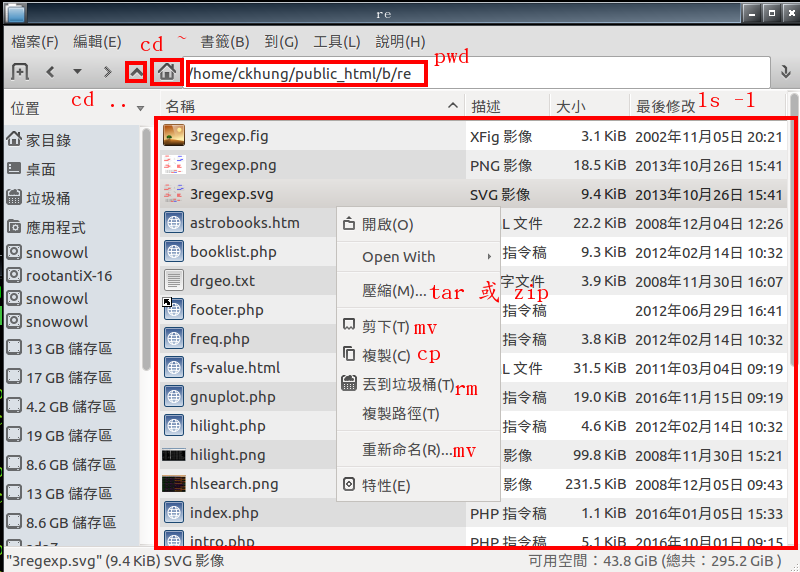 re
檔案(F) 編輯(E) cd ~ 書籤(B) 到(G) 工具(L) 說明(H)
/home/ckhung/public_html/b/re pwd
位置 cd .. 名稱 描述 大小 最後修改 ls -l
家目錄 3regexp.fig XFig 影像 3.1 KiB 2002年11月05日 20:21
桌面 3regexp.png PNG 影像 18.5 KiB 2013年10月26日 15:41
垃圾桶 3regexp.svg SVG 影像 9.4 KiB 2013年10月26日 15:41
應用程式 astrobooks.htm 開啟(O) L 文件 22.2 KiB 2008年12月04日 12:26
snowowl booklist.php Open With 指令稿 9.3 KiB 2012年02月14日 10:32
rootantiX-16 drgeo.txt 壓縮(M)... tar 或 zip 字文件 3.9 KiB 2008年11月30日 16:07
snowowl footer.php 剪下(T) mv 指令稿 2012年06月29日 16:41
snowowl freq.php 複製(C) cp 指令稿 3.8 KiB 2012年02月14日 10:32
13 GB 儲存區 fs-value.html 丟到垃圾桶(T) rm L 文件 31.5 KiB 2011年03月04日 09:19
17 GB 儲存區 gnuplot.php 複製路徑(T) 指令稿 19.0 KiB 2016年11月15日 09:19
4.2 GB 儲存區 hilight.php 重新命名(R)... mv 指令稿 4.6 KiB 2012年02月14日 10:32
19 GB 儲存區 hilight.png 特性(E) 影像 99.8 KiB 2008年11月30日 15:21
8.6 GB 儲存區 hlsearch.png 影像 231.5 KiB 2008年12月05日 09:43
13 GB 儲存區 index.php PHP 指令稿 1.1 KiB 2016年01月05日 15:33
8.6 GB 儲存區 intro.php PHP 指令稿 5.1 KiB 2016年10月01日 09:15
"3regexp.svg" (9.4 KiB) SVG 影像 可用空間：43.8 GiB (總共：295.2 GiB)